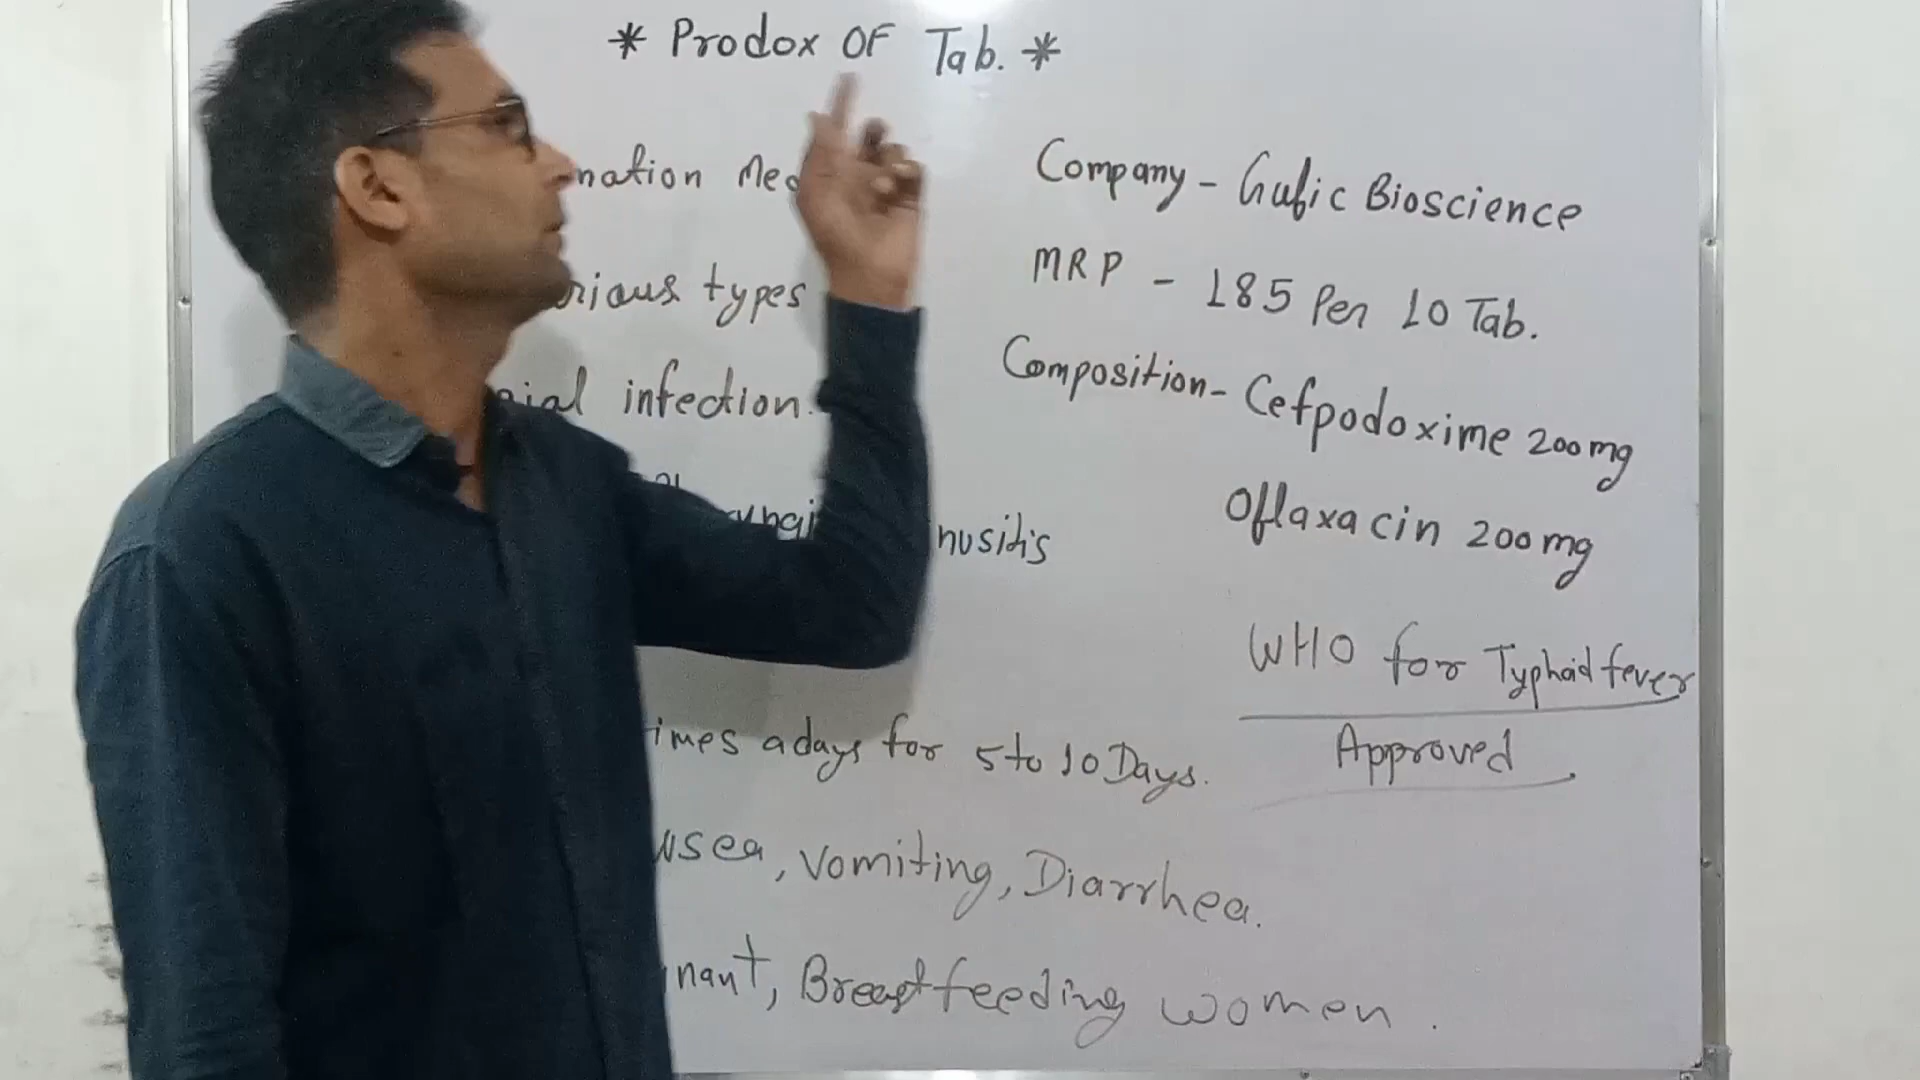 * Prodox OF Tab. *
nation Med
Company - Gufic Bioscience
rious types
MRP - 185 Per 10 Tab.
rial infection.
Composition - Cefpodoxime 200mg
Oflaxacin 200mg
nusitis
WHO for Typhoid fever
Approved
imes a days for 5 to 10 Days.
usea, Vomiting, Diarrhea.
nant, Breastfeeding women.